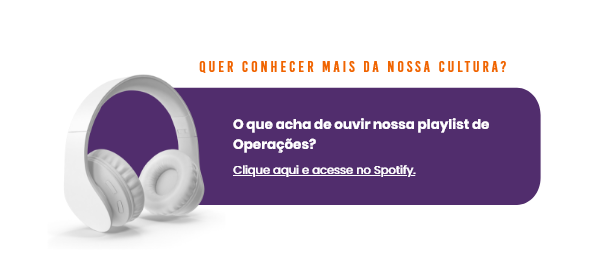 QUER CONHECER MAIS DA NOSSA CULTURA?
O que acha de ouvir nossa playlist de
Operações?
Clique aqui e acesse no Spotify.